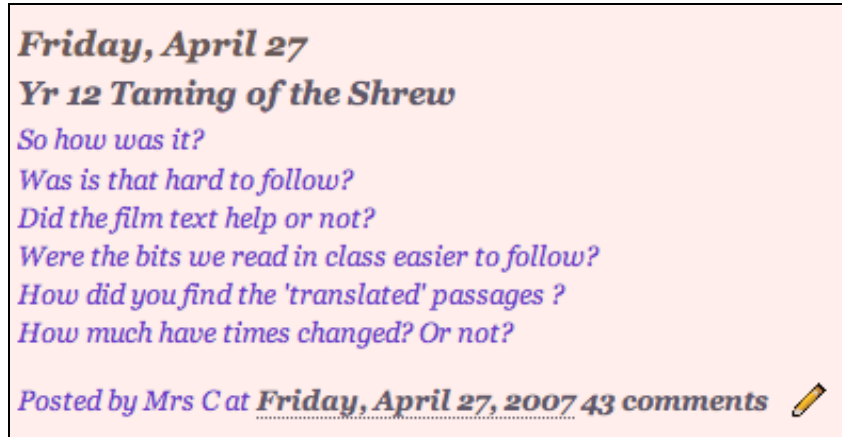 Friday, April 27
Yr 12 Taming of the Shrew
So how was it?
Was is that hard to follow?
Did the film text help or not?
Were the bits we read in class easier to follow?
How did you find the 'translated' passages ?
How much have times changed? Or not?
Posted by Mrs C at Friday, April 27, 2007 43 comments